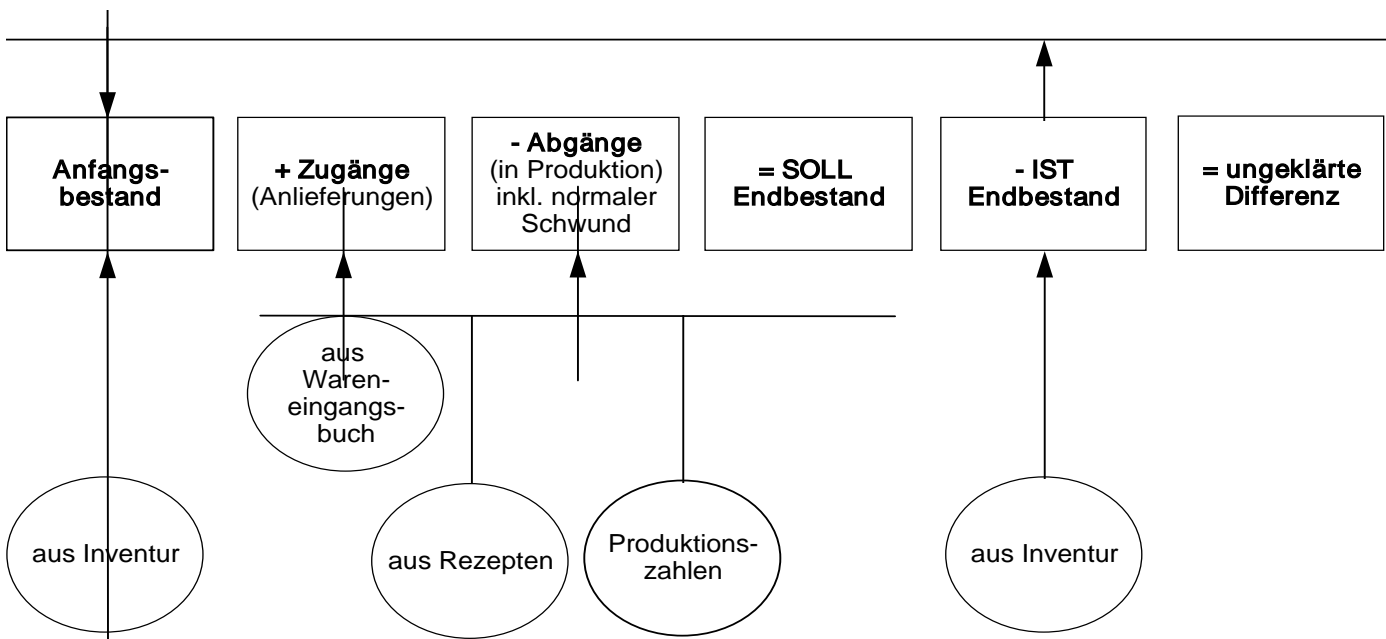 Anfangs-
bestand
+ Zugänge
(Anlieferungen)
- Abgänge
(in Produktion)
inkl. normaler
Schwund
= SOLL
Endbestand
- IST
Endbestand
= ungeklärte
Differenz
aus
Waren-
eingangs-
buch
aus Inventur
aus Rezepten
Produktions-
zahlen
aus Inventur